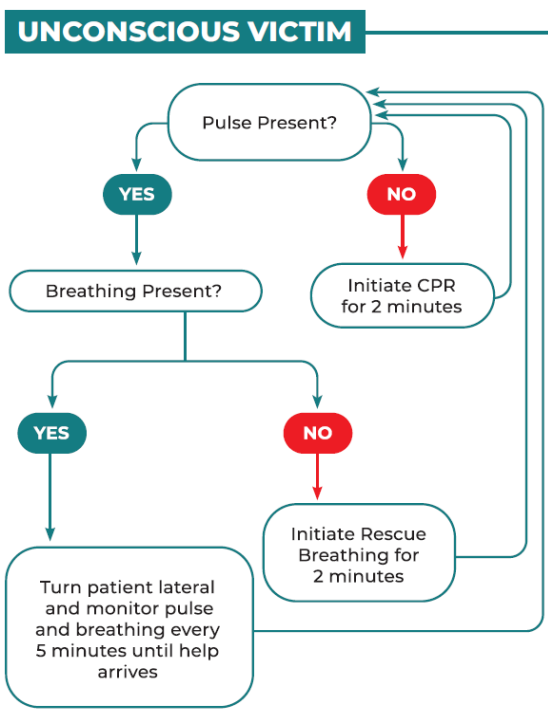 UNCONSCIOUS VICTIM
Pulse Present?
YES
NO
Breathing Present?
Initiate CPR
for 2 minutes
YES
NO
Initiate Rescue
Breathing for
2 minutes
Turn patient lateral
and monitor pulse
and breathing every
5 minutes until help
arrives